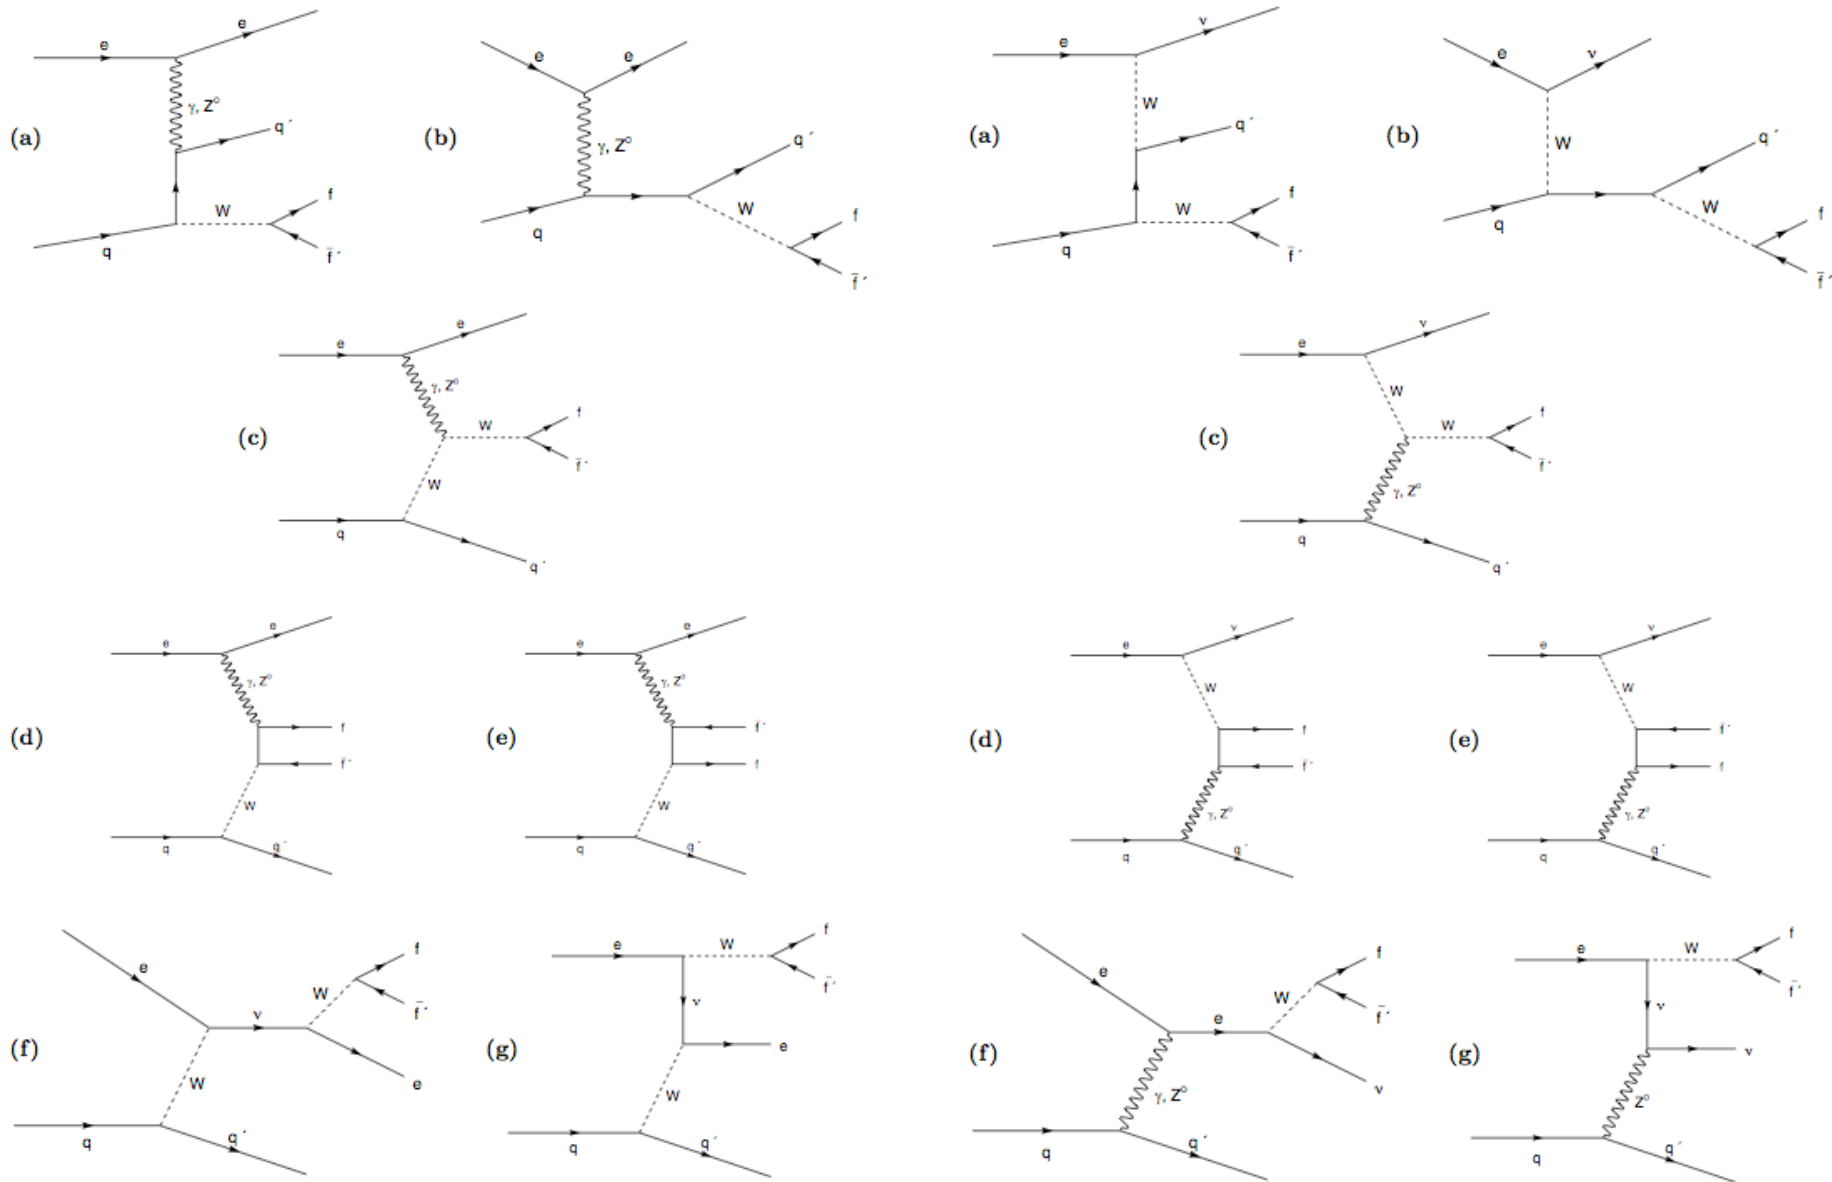 e
e
γ, Z⁰
q´
(a)
W
f
f̄´
q
e
e
γ, Z⁰
(b)
q´
W
q
f
f̄´
e
ν
W
q´
(a)
W
f
f̄´
q
e
ν
W
(b)
q´
W
q
f
f̄´
e
e
γ, Z⁰
(c)
W
f
f̄´
W
q
q´
e
ν
W
(c)
W
f
f̄´
γ, Z⁰
q
q´
e
e
γ, Z⁰
(d)
f
f̄´
W
q
q´
e
e
γ, Z⁰
(e)
f̄´
f
W
q
q´
e
ν
W
(d)
f
f̄´
γ, Z⁰
q
q´
e
ν
W
(e)
f̄´
f
γ, Z⁰
q
q´
e
f
W
f̄´
ν
(f)
W
e
q
q´
e
W
f
f̄´
ν
(g)
e
W
q
q´
e
f
W
f̄´
e
(f)
γ, Z⁰
ν
q
q´
e
W
f
f̄´
ν
(g)
ν
Z⁰
q
q´